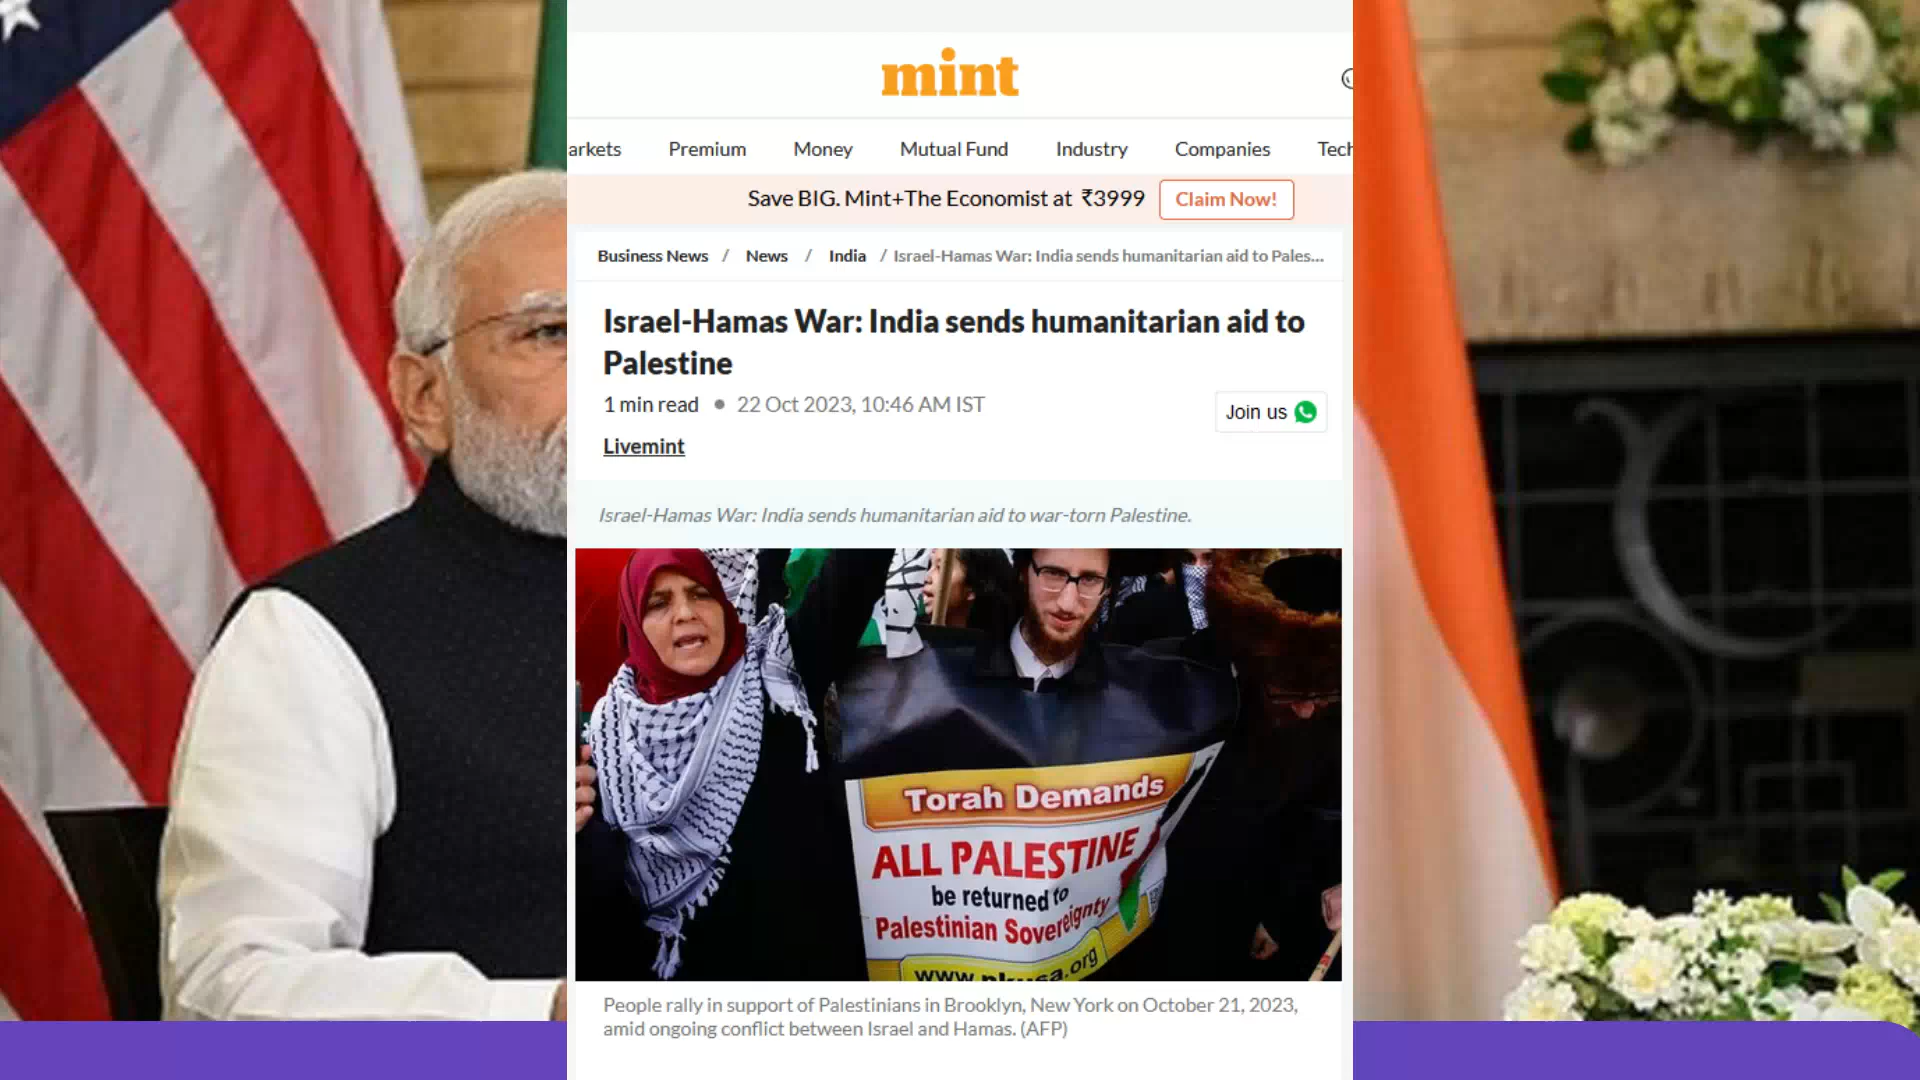 mint
arkets Premium Money Mutual Fund Industry Companies Tech
Save BIG. Mint+The Economist at ₹3999 Claim Now!
Business News / News / India / Israel-Hamas War: India sends humanitarian aid to Pales...
Israel-Hamas War: India sends humanitarian aid to
Palestine
1 min read • 22 Oct 2023, 10:46 AM IST
Join us
Livemint
Israel-Hamas War: India sends humanitarian aid to war-torn Palestine.
Torah Demands
ALL PALESTINE
be returned to
Palestinian Sovereignty
People rally in support of Palestinians in Brooklyn, New York on October 21, 2023,
amid ongoing conflict between Israel and Hamas. (AFP)